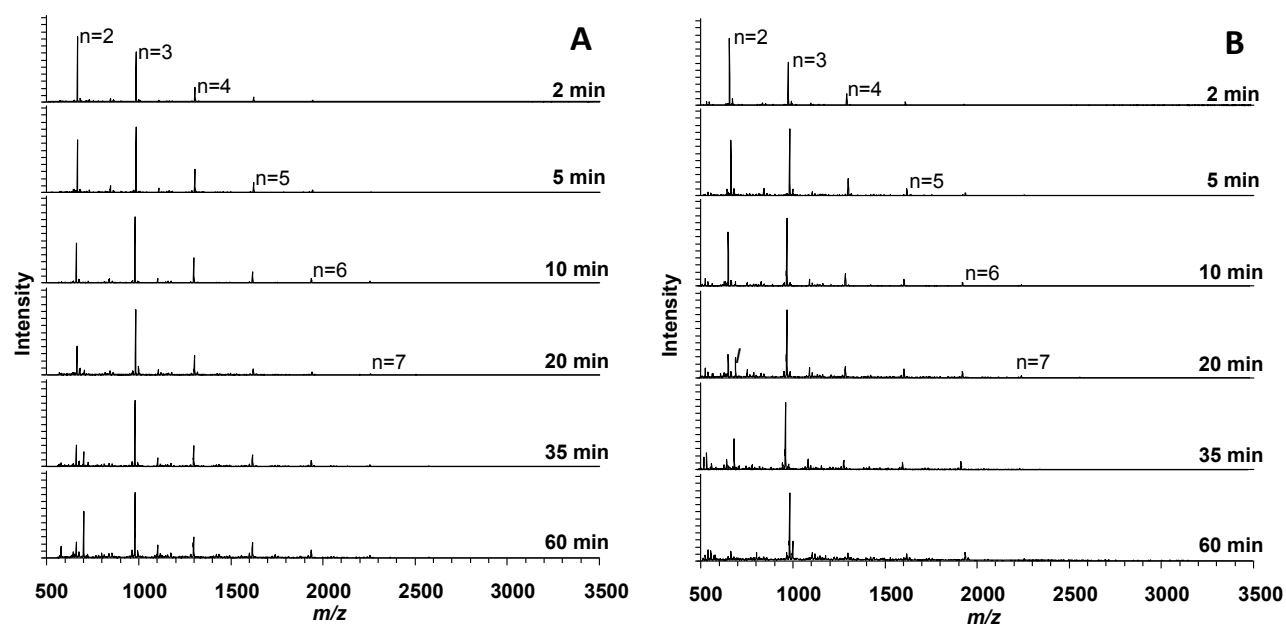 A
n=2
n=3
n=4
2 min
n=5
5 min
n=6
10 min
n=7
20 min
35 min
60 min
Intensity
500 1000 1500 2000 2500 3000 3500
m/z
B
n=2
n=3
n=4
2 min
n=5
5 min
n=6
10 min
n=7
20 min
35 min
60 min
Intensity
500 1000 1500 2000 2500 3000 3500
m/z